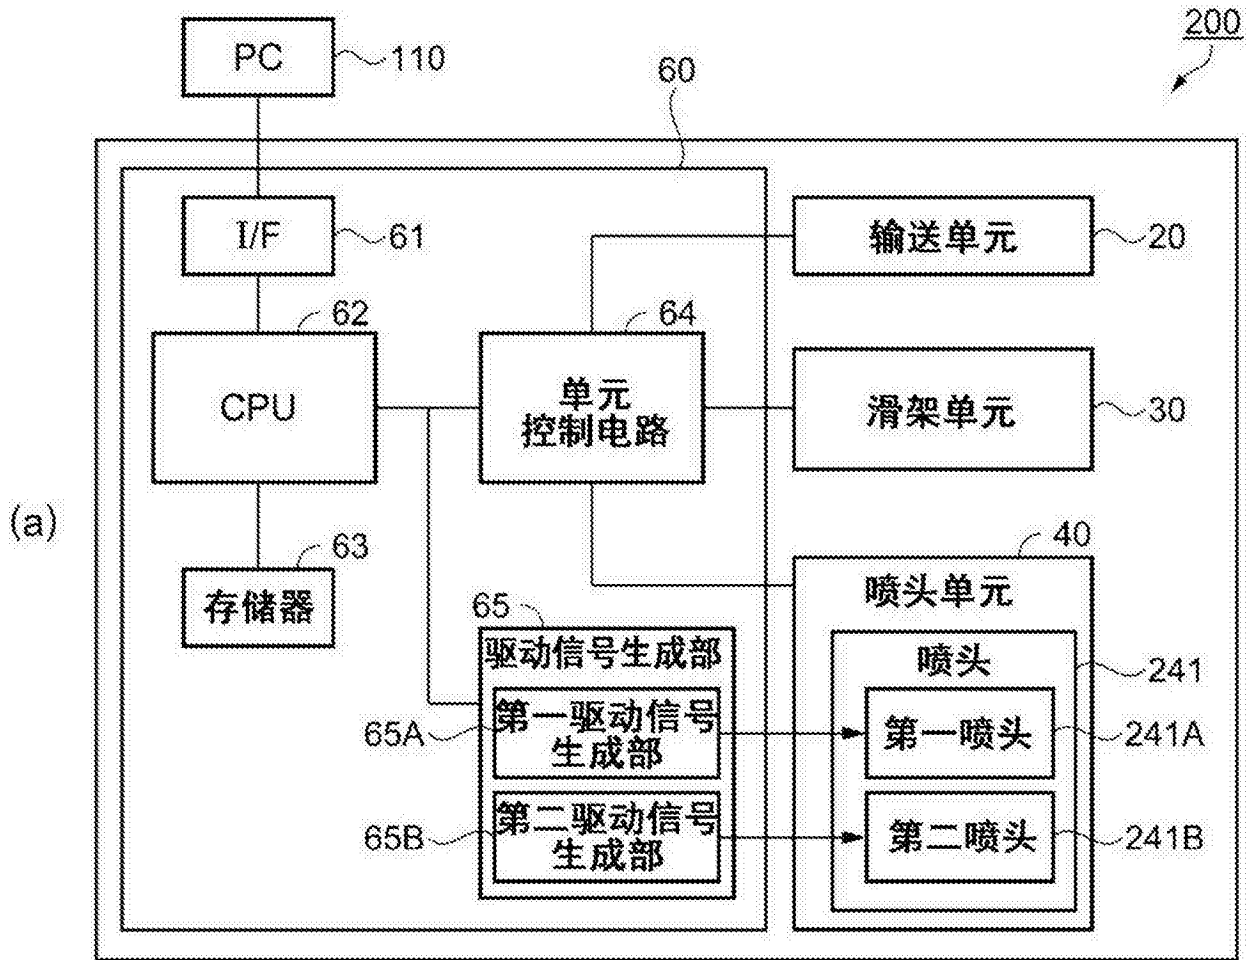 200
PC
110
60
I/F
61
输送单元
20
62
64
CPU
单元
控制电路
滑架单元
30
(a)
63
存储器
40
喷头单元
65
驱动信号生成部
喷头
241
65A
第一驱动信号
生成部
第一喷头
241A
65B
第二驱动信号
生成部
第二喷头
241B